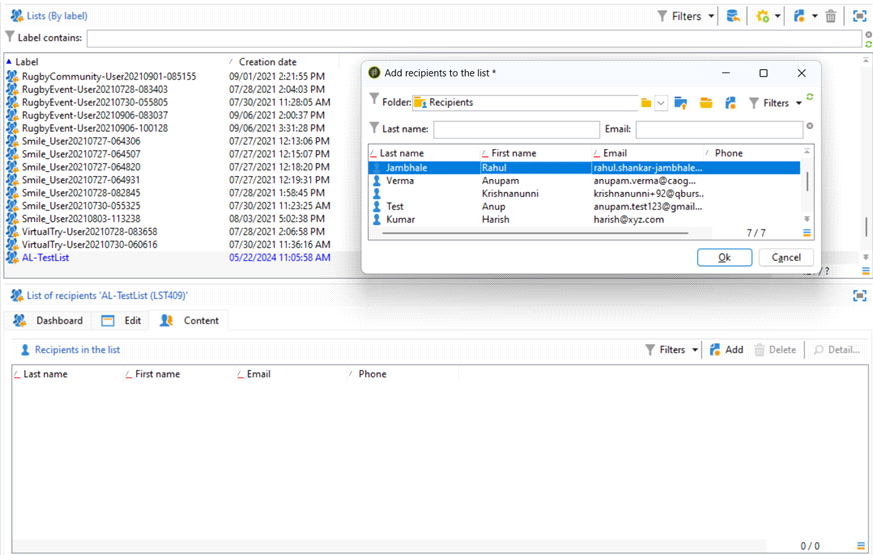 Lists (By label)
Filters
Label contains:
Label Creation date
RugbyCommunity-User20210901-085155 09/01/2021 2:21:55 PM
RugbyEvent-User20210728-083403 07/28/2021 2:04:03 PM
RugbyEvent-User20210730-055805 07/30/2021 11:28:05 AM
RugbyEvent-User20210906-083037 09/06/2021 2:00:37 PM
RugbyEvent-User20210906-100128 09/06/2021 3:31:28 PM
Smile_User20210727-064306 07/27/2021 12:13:06 PM
Smile_User20210727-064507 07/27/2021 12:15:07 PM
Smile_User20210727-064820 07/27/2021 12:18:20 PM
Smile_User20210727-064931 07/27/2021 12:19:31 PM
Smile_User20210728-082845 07/28/2021 1:58:45 PM
Smile_User20210730-055325 07/30/2021 11:23:25 AM
Smile_User20210803-113238 08/03/2021 5:02:38 PM
VirtualTry-User20210728-083658 07/28/2021 2:06:58 PM
VirtualTry-User20210730-060616 07/30/2021 11:36:16 AM
AL-TestList 05/22/2024 11:05:58 AM
Add recipients to the list *
Folder: Recipients
Filters
Last name: Email:
Last name First name Email Phone
Jambhale Rahul rahul.shankar-jambhale...
Verma Anupam anupam.verma@caog...
Krishnanunni krishnanunni+92@qburs...
Test Anup anupam.test123@gmail...
Kumar Harish harish@xyz.com
7 / 7
Ok Cancel
/ ?
List of recipients 'AL-TestList (LST409)'
Dashboard Edit Content
Recipients in the list
Filters Add Delete Detail...
Last name First name Email Phone
0 / 0